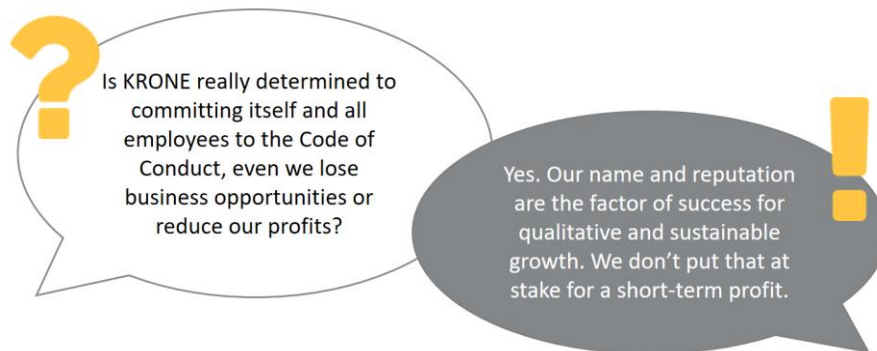 Is KRONE really determined to
committing itself and all
employees to the Code of
Conduct, even we lose
business opportunities or
reduce our profits?
Yes. Our name and reputation
are the factor of success for
qualitative and sustainable
growth. We don’t put that at
stake for a short-term profit.